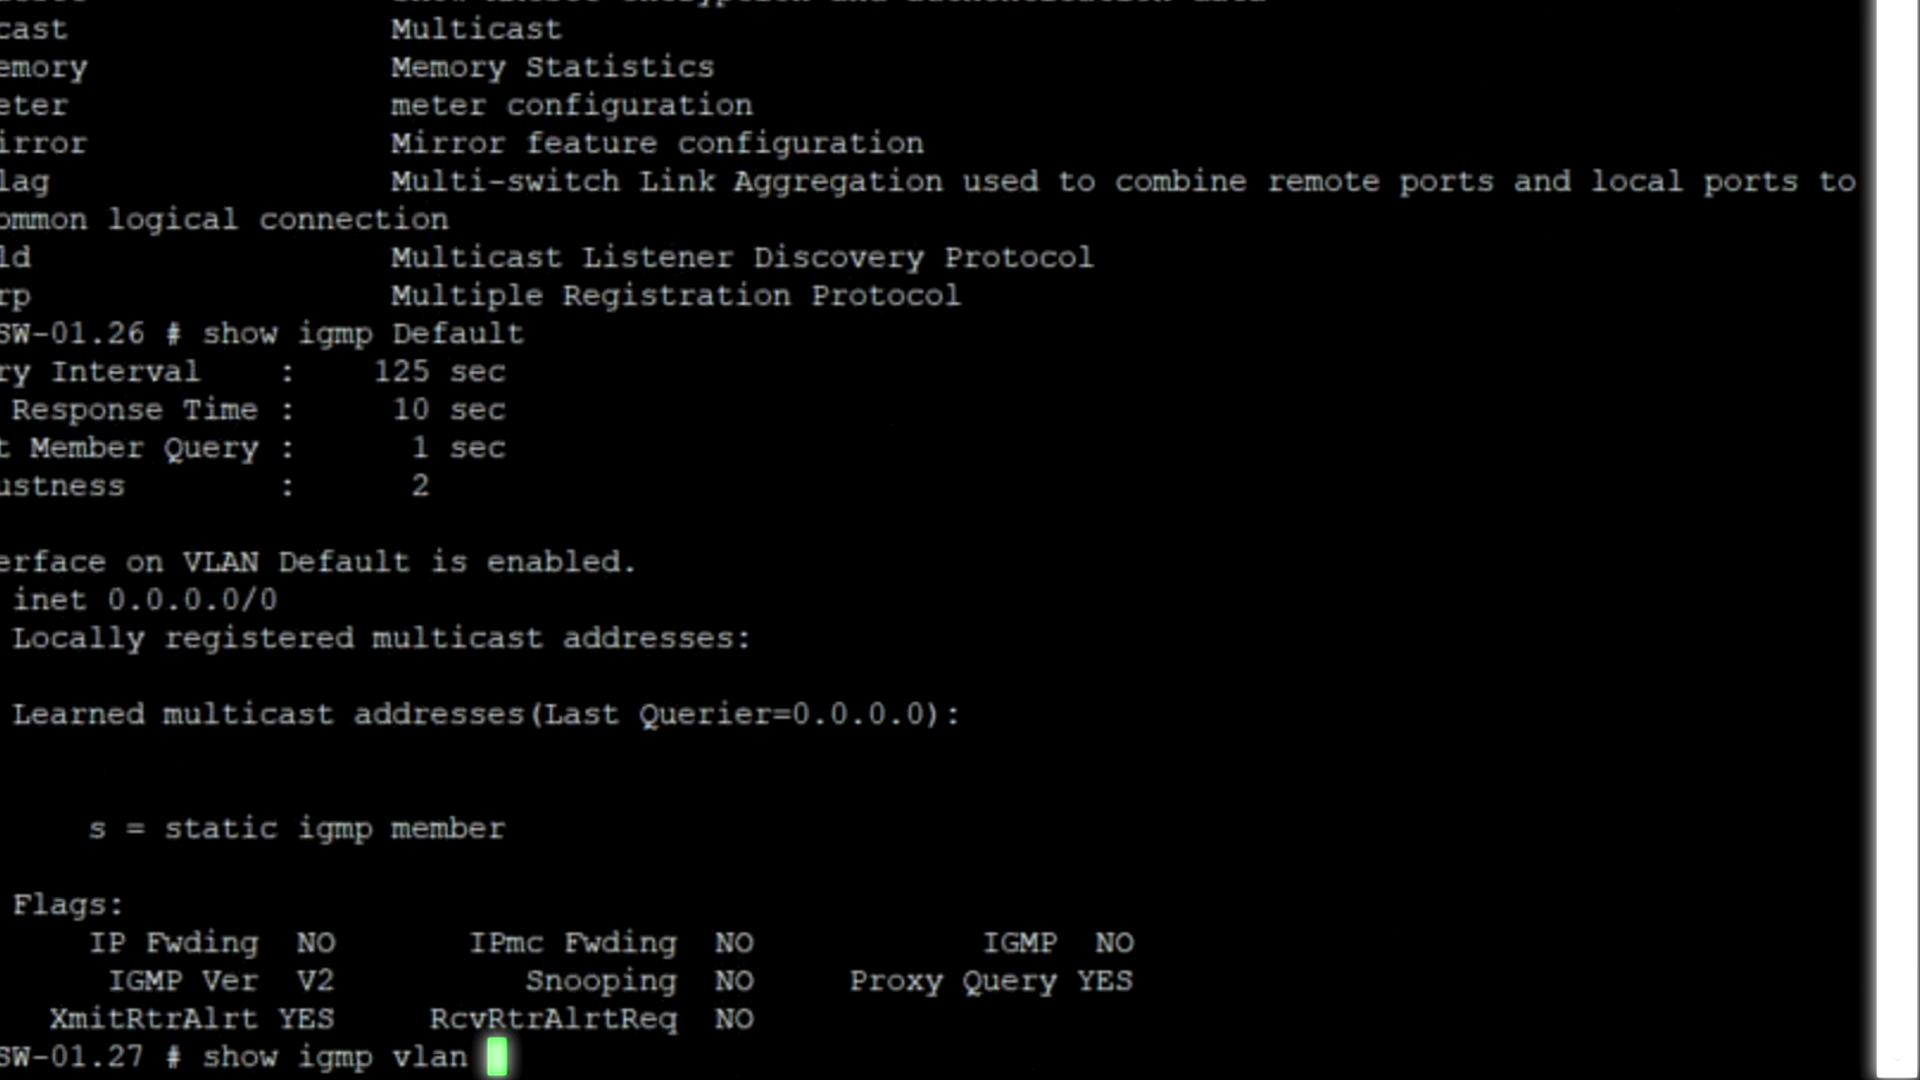 cast Multicast
emory Memory Statistics
eter meter configuration
irror Mirror feature configuration
lag Multi-switch Link Aggregation used to combine remote ports and local ports to
ommon logical connection
ld Multicast Listener Discovery Protocol
rp Multiple Registration Protocol
SW-01.26 # show igmp Default
ry Interval : 125 sec
Response Time : 10 sec
t Member Query : 1 sec
ustness : 2
erface on VLAN Default is enabled.
inet 0.0.0.0/0
Locally registered multicast addresses:
Learned multicast addresses(Last Querier=0.0.0.0):
s = static igmp member
Flags:
IP Fwding NO IPmc Fwding NO IGMP NO
IGMP Ver V2 Snooping NO Proxy Query YES
XmitRtrAlrt YES RcvRtrAlrtReq NO
SW-01.27 # show igmp vlan